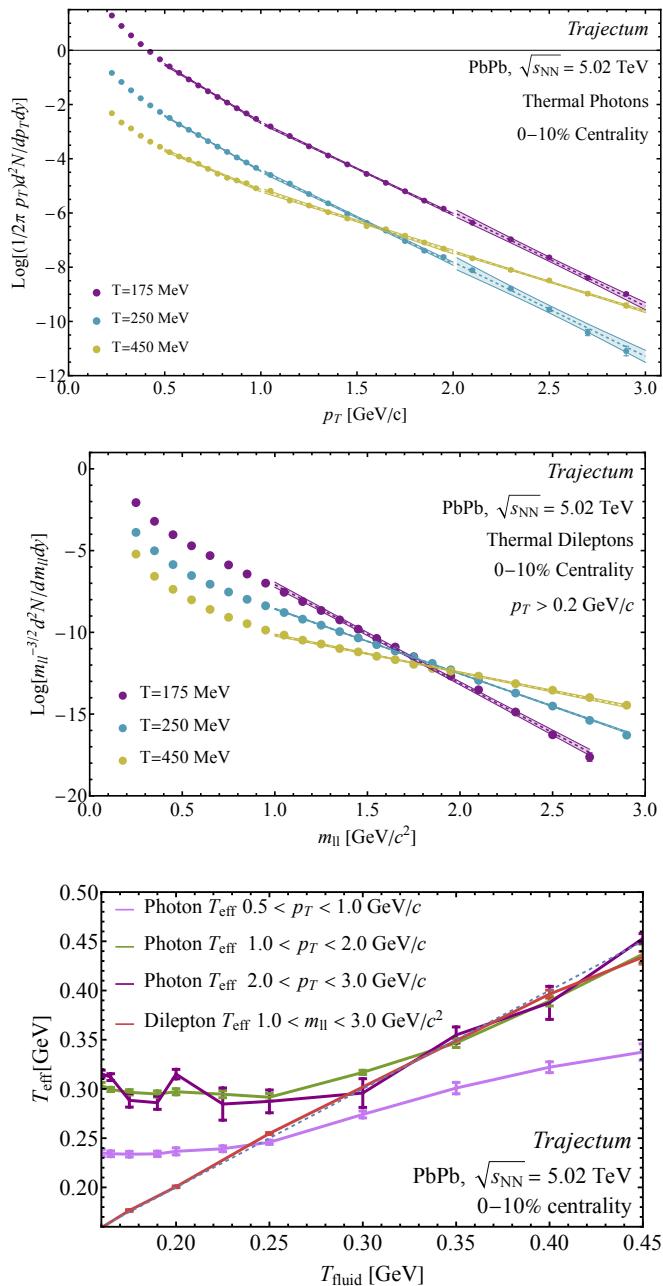 Trajectum
PbPb, √sNN = 5.02 TeV
Thermal Photons
0–10% Centrality
Log[(1/2π pT)d²N/dpTdy]
0
−2
−4
−6
−8
−10
−12
T=175 MeV
T=250 MeV
T=450 MeV
0.0 0.5 1.0 1.5 2.0 2.5 3.0
pT [GeV/c]
Trajectum
PbPb, √sNN = 5.02 TeV
Thermal Dileptons
0–10% Centrality
pT > 0.2 GeV/c
Log[mll^−3/2 d²N/dmlldy]
0
−5
−10
−15
−20
T=175 MeV
T=250 MeV
T=450 MeV
0.0 0.5 1.0 1.5 2.0 2.5 3.0
mll [GeV/c²]
Photon Teff 0.5 < pT < 1.0 GeV/c
Photon Teff 1.0 < pT < 2.0 GeV/c
Photon Teff 2.0 < pT < 3.0 GeV/c
Dilepton Teff 1.0 < mll < 3.0 GeV/c²
Teff[GeV]
0.50
0.45
0.40
0.35
0.30
0.25
0.20
Trajectum
PbPb, √sNN = 5.02 TeV
0–10% centrality
0.20 0.25 0.30 0.35 0.40 0.45
Tfluid [GeV]